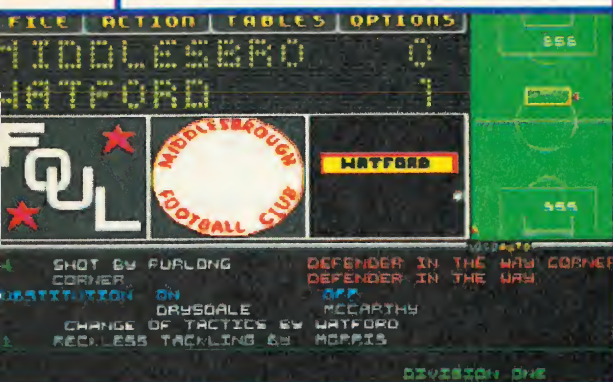 FILE ACTION TABLES OPTIONS
MIDDLESBRO 0
WATFORD 1
FOUL
MIDDLESBROUGH FOOTBALL CLUB
WATFORD
SHOT BY FURLONG DEFENDER IN THE WAY CORNER
CORNER DEFENDER IN THE WAY
SUBSTITUTION ON OFF
DRYSDALE MCCARTHY
CHANGE OF TACTICS BY WATFORD
RECKLESS TACKLING BY MORRIS
DIVISION ONE